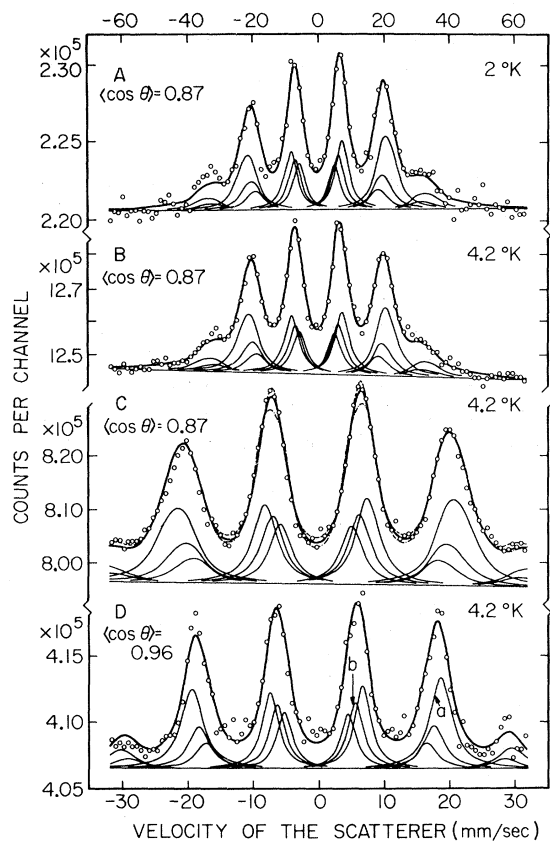 -60 -40 -20 0 20 40 60
×10⁵
2.30
2.25
2.20
A
⟨cos θ⟩=0.87
2 °K
×10⁵
12.7
12.5
B
⟨cos θ⟩=0.87
4.2 °K
×10⁵
8.20
8.10
8.00
C
⟨cos θ⟩=0.87
4.2 °K
×10⁵
4.15
4.10
4.05
D
⟨cos θ⟩=
0.96
4.2 °K
b
a
COUNTS PER CHANNEL
-30 -20 -10 0 10 20 30
VELOCITY OF THE SCATTERER (mm/sec)